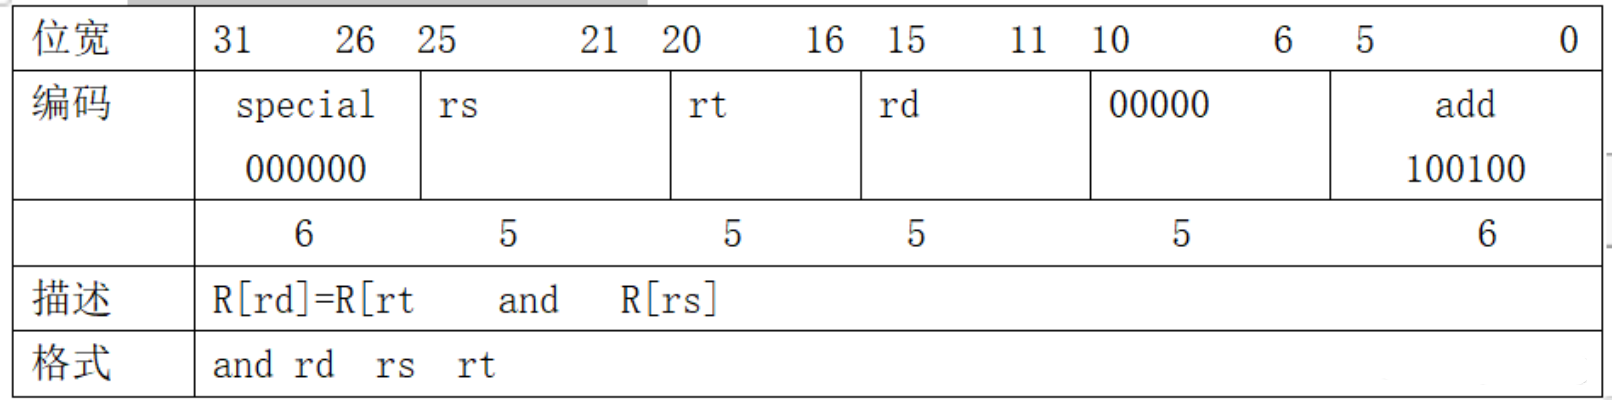 位宽 31 26 25 21 20 16 15 11 10 6 5 0
编码 special rs rt rd 00000 add
000000 100100
6 5 5 5 5 6
描述 R[rd]=R[rt and R[rs]
格式 and rd rs rt